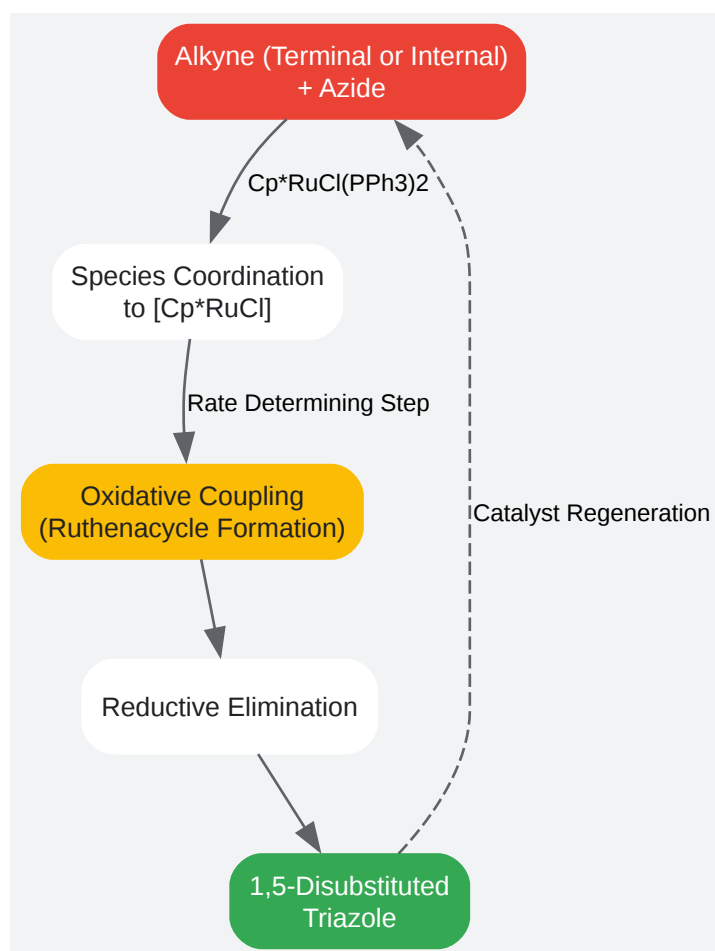 Alkyne (Terminal or Internal)
+ Azide
Cp*RuCl(PPh3)2
Species Coordination
to [Cp*RuCl]
Rate Determining Step
Oxidative Coupling
(Ruthenacycle Formation)
Catalyst Regeneration
Reductive Elimination
1,5-Disubstituted
Triazole